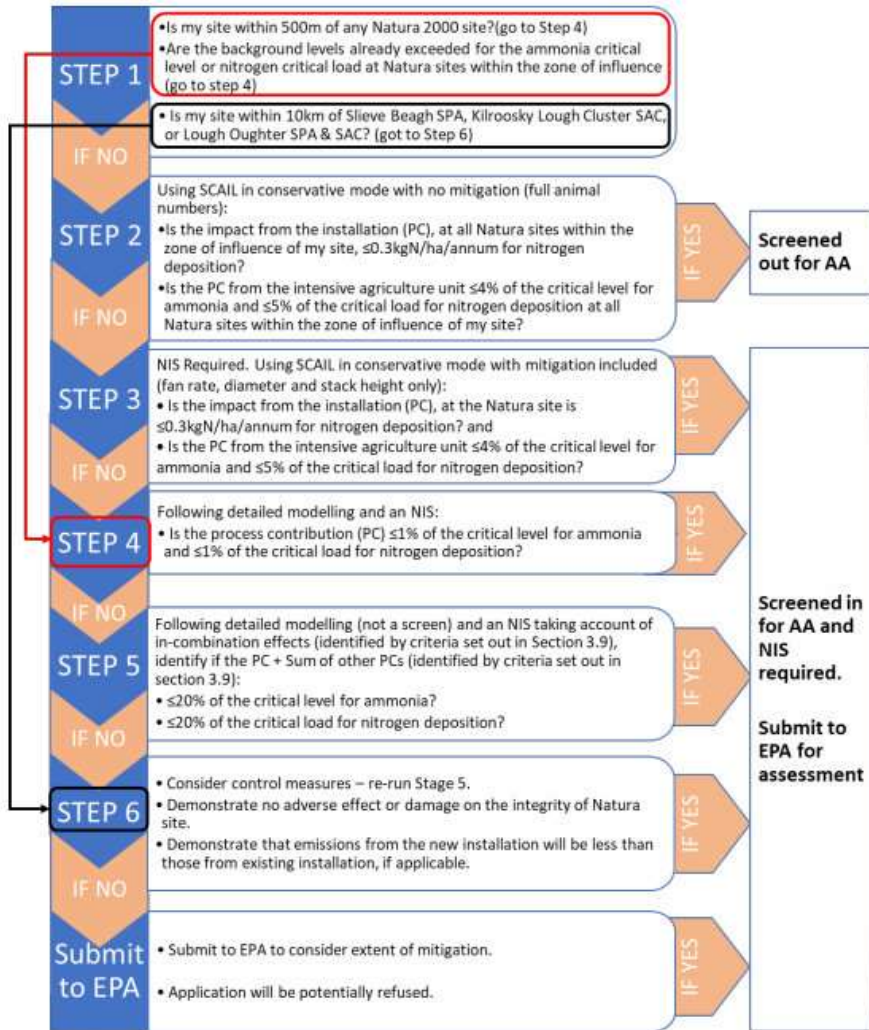 STEP 1
•Is my site within 500m of any Natura 2000 site?(go to Step 4)
•Are the background levels already exceeded for the ammonia critical
level or nitrogen critical load at Natura sites within the zone of influence
(go to step 4)
• Is my site within 10km of Slieve Beagh SPA, Kilroosky Lough Cluster SAC,
or Lough Oughter SPA & SAC? (got to Step 6)
IF NO
STEP 2
Using SCAIL in conservative mode with no mitigation (full animal
numbers):
•Is the impact from the installation (PC), at all Natura sites within the
zone of influence of my site, ≤0.3kgN/ha/annum for nitrogen
deposition?
•Is the PC from the intensive agriculture unit ≤4% of the critical level for
ammonia and ≤5% of the critical load for nitrogen deposition at all
Natura sites within the zone of influence of my site?
IF YES
Screened
out for AA
IF NO
STEP 3
NIS Required. Using SCAIL in conservative mode with mitigation included
(fan rate, diameter and stack height only):
• Is the impact from the installation (PC), at the Natura site is
≤0.3kgN/ha/annum for nitrogen deposition? and
• Is the PC from the intensive agriculture unit ≤4% of the critical level for
ammonia and ≤5% of the critical load for nitrogen deposition?
IF YES
IF NO
STEP 4
Following detailed modelling and an NIS:
• Is the process contribution (PC) ≤1% of the critical level for ammonia
and ≤1% of the critical load for nitrogen deposition?
IF YES
IF NO
STEP 5
Following detailed modelling (not a screen) and an NIS taking account of
in-combination effects (identified by criteria set out in Section 3.9),
identify if the PC + Sum of other PCs (identified by criteria set out in
section 3.9):
• ≤20% of the critical level for ammonia?
• ≤20% of the critical load for nitrogen deposition?
IF YES
Screened in
for AA and
NIS
required.
Submit to
EPA for
assessment
IF NO
STEP 6
• Consider control measures – re-run Stage 5.
• Demonstrate no adverse effect or damage on the integrity of Natura
site.
• Demonstrate that emissions from the new installation will be less than
those from existing installation, if applicable.
IF YES
IF NO
Submit
to EPA
• Submit to EPA to consider extent of mitigation.
• Application will be potentially refused.
IF YES